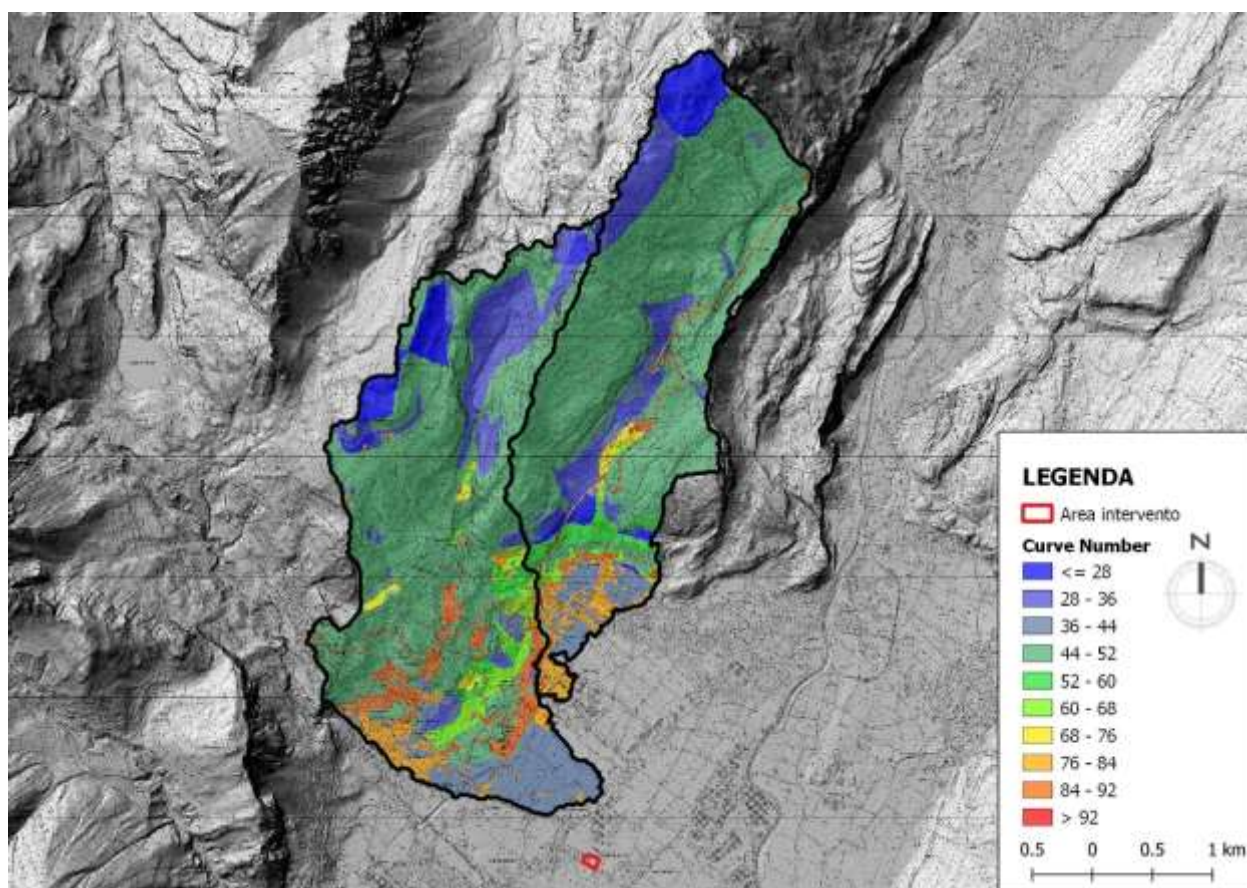 LEGENDA
Area intervento
Curve Number
N
<= 28
28 - 36
36 - 44
44 - 52
52 - 60
60 - 68
68 - 76
76 - 84
84 - 92
> 92
0.5 0 0.5 1 km